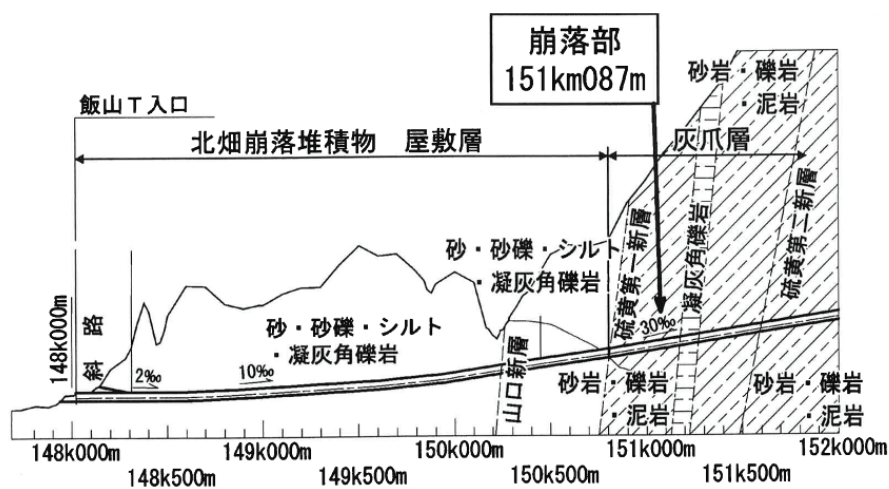 崩落部
151km087m
飯山T入口
北畑崩落堆積物 屋敷層
灰爪層
砂岩・礫岩
・泥岩
砂・砂礫・シルト
・凝灰角礫岩
砂・砂礫・シルト
・凝灰角礫岩
硫黄第一新層
凝灰角礫岩
硫黄第二新層
山口新層
148k000m
斜路
2‰
10‰
30‰
砂岩・礫岩
・泥岩
砂岩・礫岩
・泥岩
148k000m
149k000m
150k000m
151k000m
152k000m
148k500m
149k500m
150k500m
151k500m